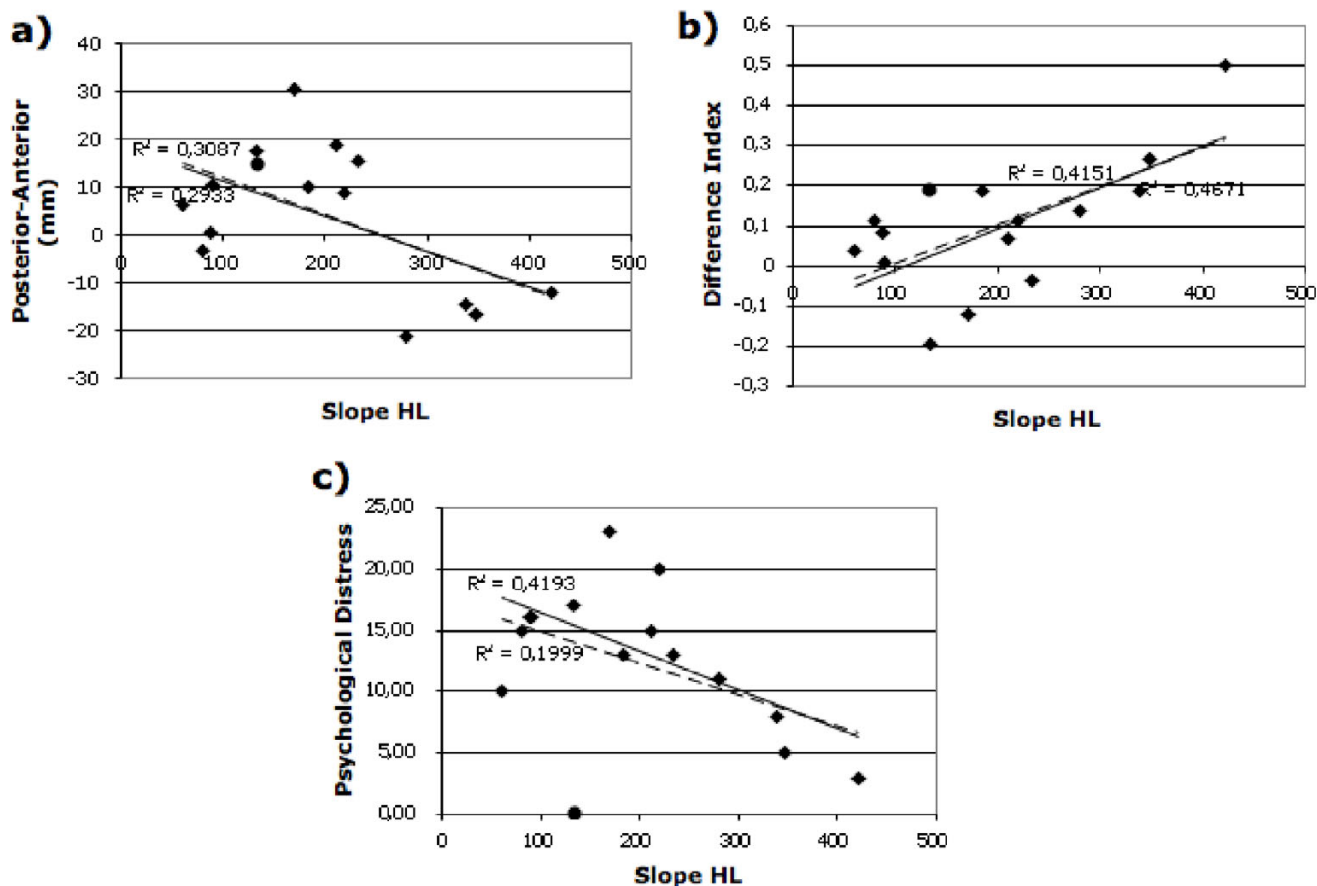 a)
Posterior-Anterior
(mm)
40
30
20
10
0
-10
-20
-30
R² = 0,3087
R² = 0,2933
0
100
200
300
400
500
Slope HL
b)
Difference Index
0,6
0,5
0,4
0,3
0,2
0,1
0
-0,1
-0,2
-0,3
R² = 0,4151
R² = 0,4671
0
100
200
300
400
500
Slope HL
c)
Psychological Distress
25,00
20,00
15,00
10,00
5,00
0,00
R² = 0,4193
R² = 0,1999
0
100
200
300
400
500
Slope HL